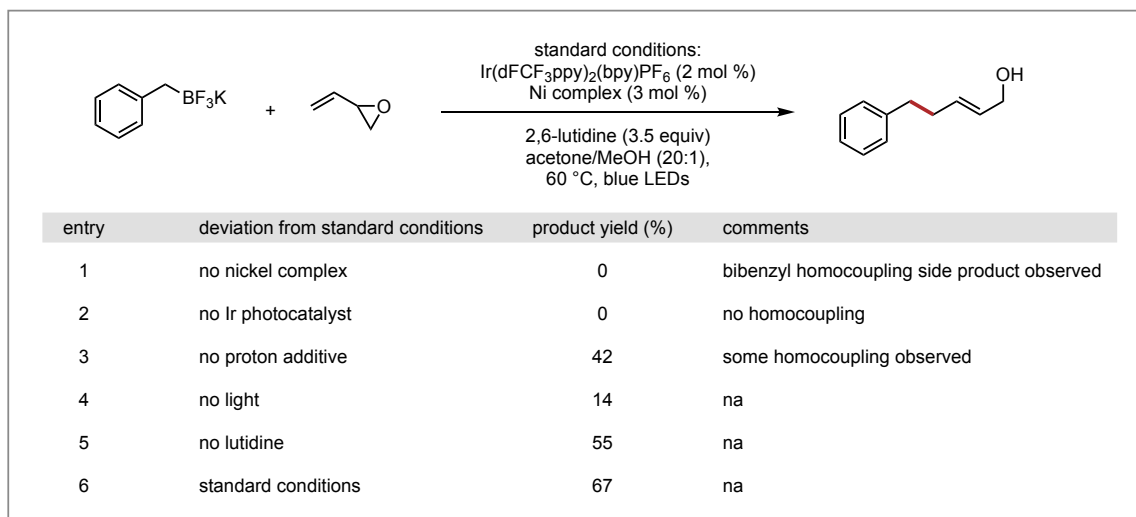 standard conditions:
Ir(dFCF₃ppy)₂(bpy)PF₆ (2 mol %)
Ni complex (3 mol %)
BF₃K
+
O
OH
2,6-lutidine (3.5 equiv)
acetone/MeOH (20:1),
60 °C, blue LEDs
entry deviation from standard conditions product yield (%) comments
1 no nickel complex 0 bibenzyl homocoupling side product observed
2 no Ir photocatalyst 0 no homocoupling
3 no proton additive 42 some homocoupling observed
4 no light 14 na
5 no lutidine 55 na
6 standard conditions 67 na